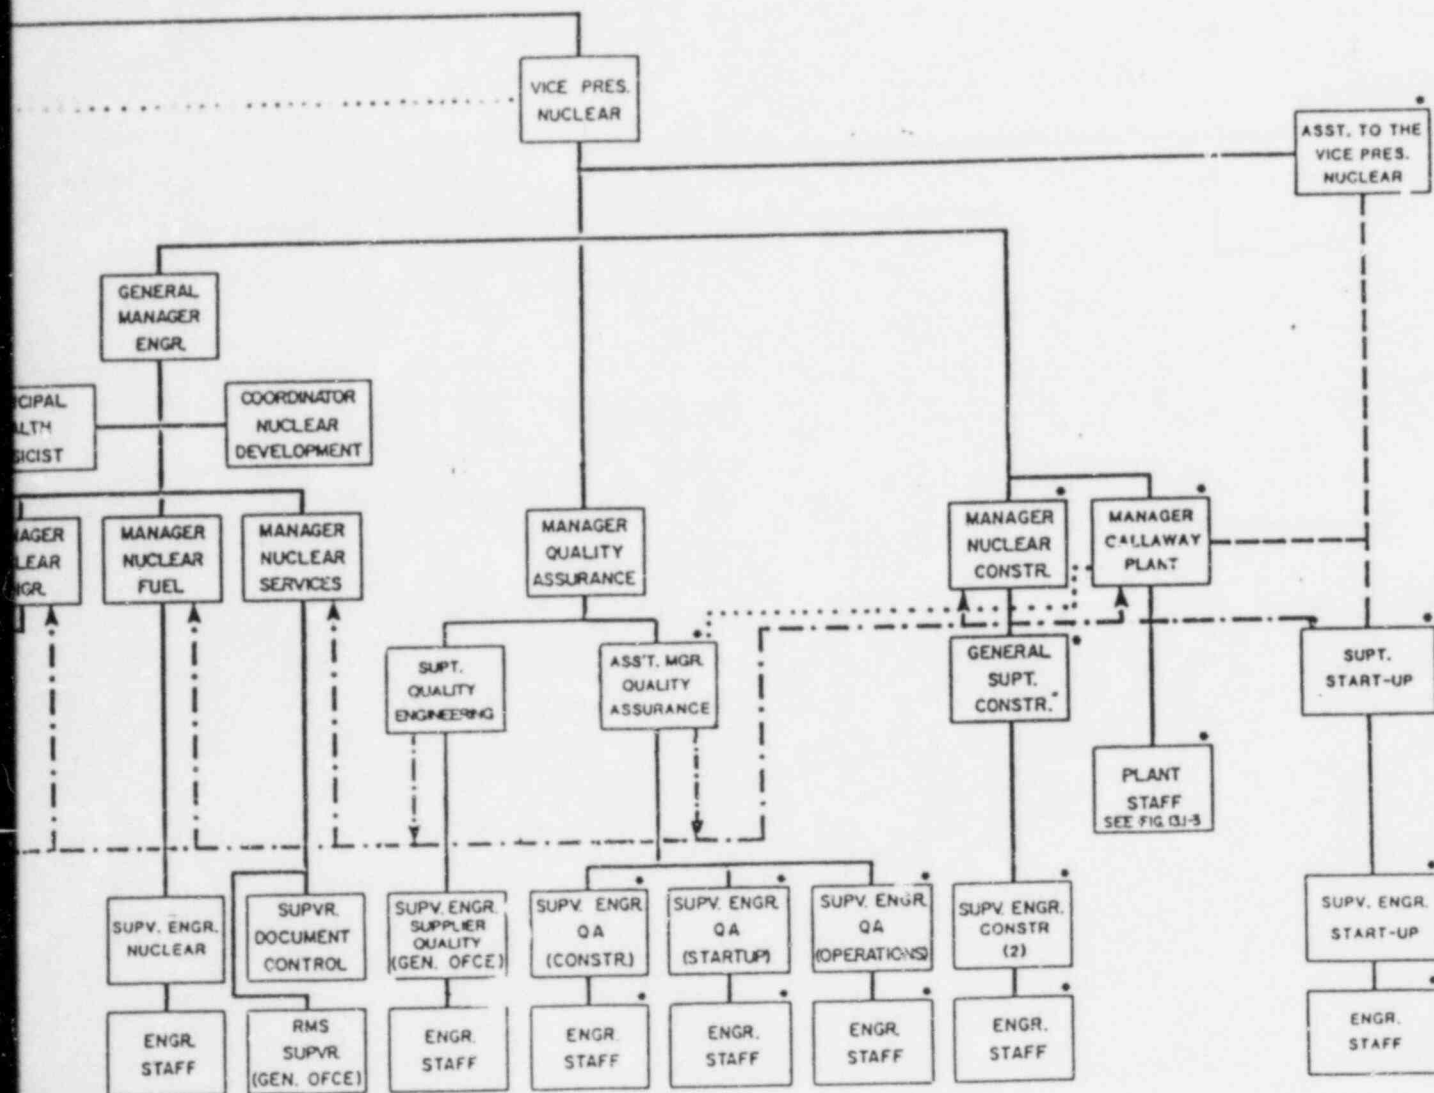 VICE PRES.
NUCLEAR
ASST. TO THE
VICE PRES.
NUCLEAR
GENERAL
MANAGER
ENGR.
CIPAL
ALTH
SICIST
COORDINATOR
NUCLEAR
DEVELOPMENT
NAGER
LEAR
NGR.
MANAGER
NUCLEAR
FUEL
MANAGER
NUCLEAR
SERVICES
MANAGER
QUALITY
ASSURANCE
MANAGER
NUCLEAR
CONSTR.
MANAGER
CALLAWAY
PLANT
SUPT.
QUALITY
ENGINEERING
ASS'T. MGR.
QUALITY
ASSURANCE
GENERAL
SUPT.
CONSTR.
SUPT.
START-UP
PLANT
STAFF
SEE FIG. 13.1-3
SUPV. ENGR.
NUCLEAR
SUPVR.
DOCUMENT
CONTROL
SUPV. ENGR.
SUPPLIER
QUALITY
(GEN. OFCE)
SUPV. ENGR.
QA
(CONSTR.)
SUPV. ENGR.
QA
(STARTUP)
SUPV. ENGR.
QA
(OPERATIONS)
SUPV. ENGR.
CONSTR
(2)
SUPV. ENGR.
START-UP
ENGR.
STAFF
RMS
SUPVR.
(GEN. OFCE)
ENGR.
STAFF
ENGR.
STAFF
ENGR.
STAFF
ENGR.
STAFF
ENGR.
STAFF
ENGR.
STAFF